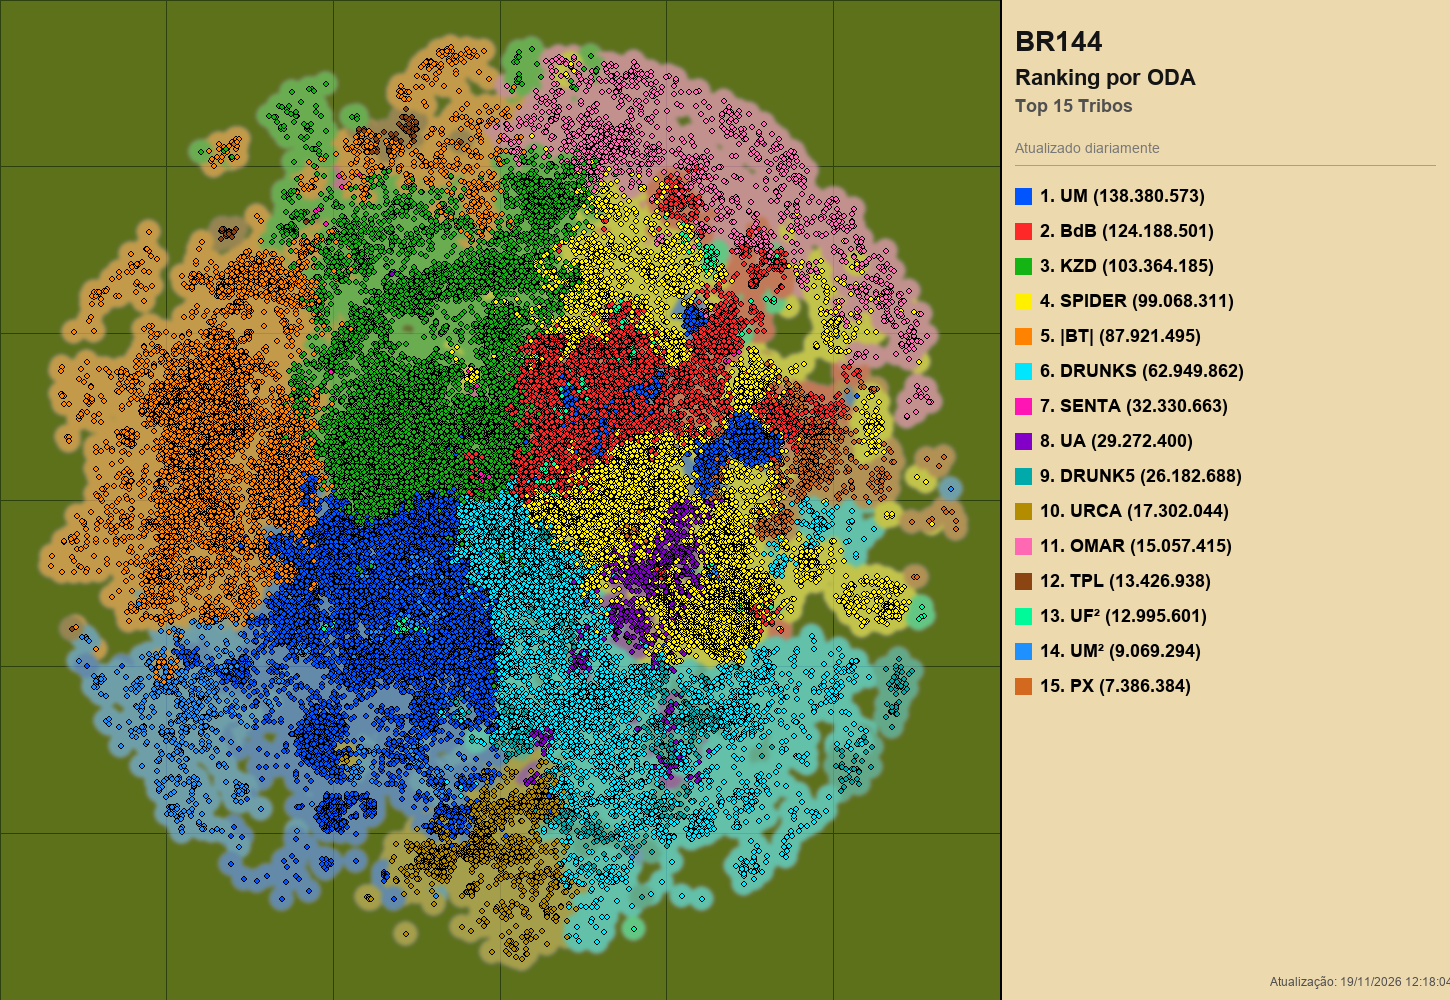 BR144
Ranking por ODA
Top 15 Tribos
Atualizado diariamente
1. UM (138.380.573)
2. BdB (124.188.501)
3. KZD (103.364.185)
4. SPIDER (99.068.311)
5. |BT| (87.921.495)
6. DRUNKS (62.949.862)
7. SENTA (32.330.663)
8. UA (29.272.400)
9. DRUNK5 (26.182.688)
10. URCA (17.302.044)
11. OMAR (15.057.415)
12. TPL (13.426.938)
13. UF² (12.995.601)
14. UM² (9.069.294)
15. PX (7.386.384)
Atualização: 19/11/2026 12:18:04